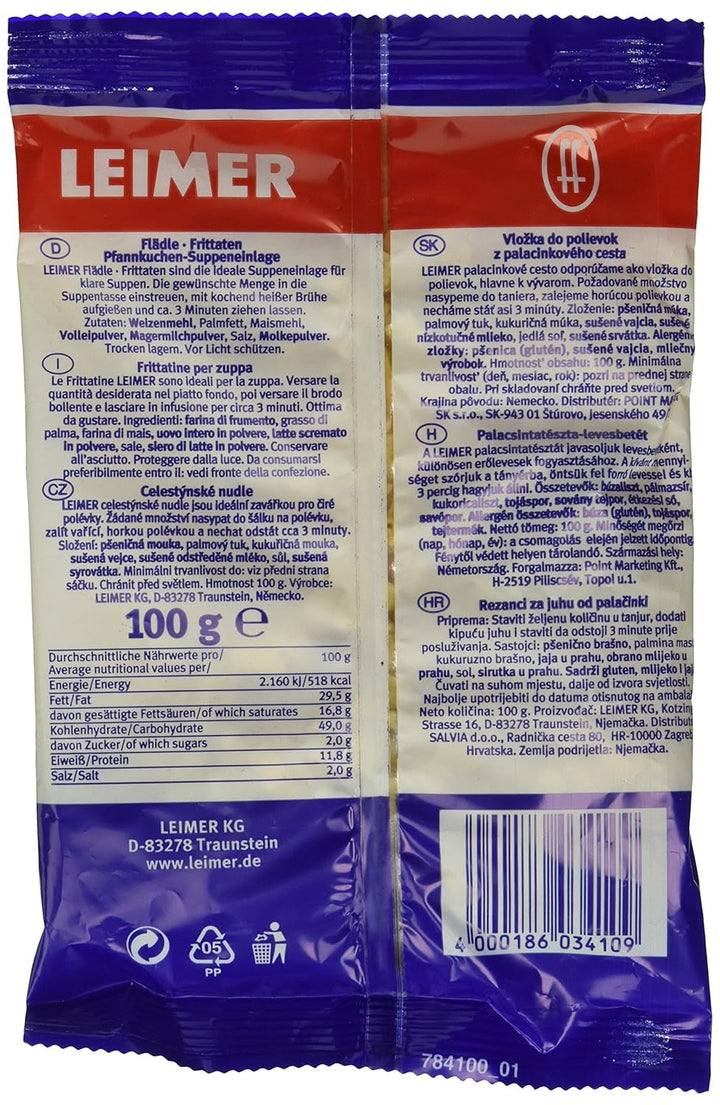 LEIMER
D
Flädle · Frittaten
Pfannkuchen-Suppeneinlage
LEIMER Flädle · Frittaten sind die ideale Suppeneinlage für
klare Suppen. Die gewünschte Menge in die
Suppentasse einstreuen, mit kochend heißer Brühe
aufgießen und ca. 3 Minuten ziehen lassen.
Zutaten: Weizenmehl, Palmfett, Maismehl,
Volleipulver, Magermilchpulver, Salz, Molkepulver.
Trocken lagern. Vor Licht schützen.
I
Frittatine per zuppa
Le Frittatine LEIMER sono ideali per la zuppa. Versare la
quantità desiderata nel piatto fondo, poi versare il brodo
bollente e lasciare in infusione per circa 3 minuti. Ottima
da gustare. Ingredienti: farina di frumento, grasso di
palma, farina di mais, uovo intero in polvere, latte scremato
in polvere, sale, siero di latte in polvere. Conservare
all'asciutto. Proteggere dalla luce. Da consumarsi
preferibilmente entro il: vedi fronte della confezione.
CZ
Celestýnské nudle
LEIMER celestýnské nudle jsou ideální zavářkou pro čiré
polévky. Žádané množství nasypat do šálku na polévku,
zalít vařící, horkou polévkou a nechat odstát cca 3 minuty.
Složení: pšeničná mouka, palmový tuk, kukuřičná mouka,
sušená vejce, sušené odstředěné mléko, sůl, sušená
syrovátka. Minimální trvanlivost do: viz přední strana
sáčku. Chránit před světlem. Hmotnost 100 g. Výrobce:
LEIMER KG, D-83278 Traunstein, Německo.
100 g e
Durchschnittliche Nährwerte pro/ 100 g
Average nutritional values per/
Energie/Energy 2.160 kJ/518 kcal
Fett/Fat 29,5 g
davon gesättigte Fettsäuren/of which saturates 16,8 g
Kohlenhydrate/Carbohydrate 49,0 g
davon Zucker/of which sugars 2,0 g
Eiweiß/Protein 11,8 g
Salz/Salt 2,0 g
LEIMER KG
D-83278 Traunstein
www.leimer.de
05
PP
SK
Vložka do polievok
z palacinkového cesta
LEIMER palacinkové cesto odporúčame ako vložka do
polievok, hlavne k vývarom. Požadované množstvo
nasypeme do taniera, zalejeme horúcou polievkou a
necháme stáť asi 3 minúty. Zloženie: pšeničná múka,
palmový tuk, kukuričná múka, sušené vajcia, sušené
nízkotučné mlieko, jedlá soľ, sušené srvátka. Alergénn
zložky: pšenica (glutén), sušené vajcia, mliečny
výrobok. Hmotnosť obsahu: 100 g. Minimálna
trvanlivosť (deň, mesiac, rok): pozri na prednej strane
obalu. Pri skladovaní chráňte pred svetlom.
Krajina pôvodu: Nemecko. Distributér: POINT MA
SK s.r.o., SK-943 01 Štúrovo, Jesenského 49/
H
Palacsintatészta-levesbetét
A LEIMER palacsintatésztát javasoljuk levesbetként,
különösen erőlevesek fogyasztásához. A kívánt mennyi-
séget szórjuk a tányérba, öntsük fel forró levessel és kb
3 percig hagyjuk állni. Összetevők: búzaliszt, pálmazsír,
kukoricaliszt, tojáspor, sovány tejpor, étkezési só,
savópor. Allergén összetevők: búza (glutén), tojáspor,
tejtermék. Nettó tömeg: 100 g. Minőségét megőrzi
(nap, hónap, év): a csomagolás elején jelzett időpontig.
Fénytől védett helyen tárolandó. Származási hely:
Németország. Forgalmazza: Point Marketing Kft.,
H-2519 Piliscsév, Topol u.1.
HR
Rezanci za juhu od palačinki
Priprema: Staviti željenu količinu u tanjur, dodati
kipuću juhu i staviti da odstoji 3 minute prije
posluživanja. Sastojci: pšenično brašno, palmina mas
kukuruzno brašno, jaja u prahu, obrano mlijeko u
prahu, sol, sirutka u prahu. Sadrži gluten, mlijeko i jaj
Čuvati na suhom mjestu, dalje od izvora svjetlosti.
Najbolje upotrijebiti do datuma otisnutog na ambala
Neto količina: 100 g. Proizvođač: LEIMER KG, Kotzing
Strasse 16, D-83278 Traunstein, Njemačka. Distribut
SALVIA d.o.o., Radnička cesta 80, HR-10000 Zagreb
Hrvatska. Zemlja podrijetla: Njemačka.
4 000186 034109
784100_01